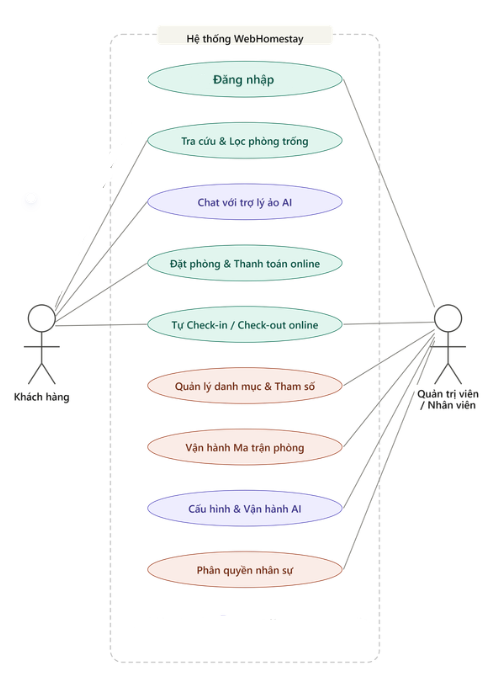 Hệ thống WebHomestay
Đăng nhập
Tra cứu & Lọc phòng trống
Chat với trợ lý ảo AI
Đặt phòng & Thanh toán online
Tự Check-in / Check-out online
Khách hàng
Quản lý danh mục & Tham số
Quản trị viên
/ Nhân viên
Vận hành Ma trận phòng
Cấu hình & Vận hành AI
Phân quyền nhân sự